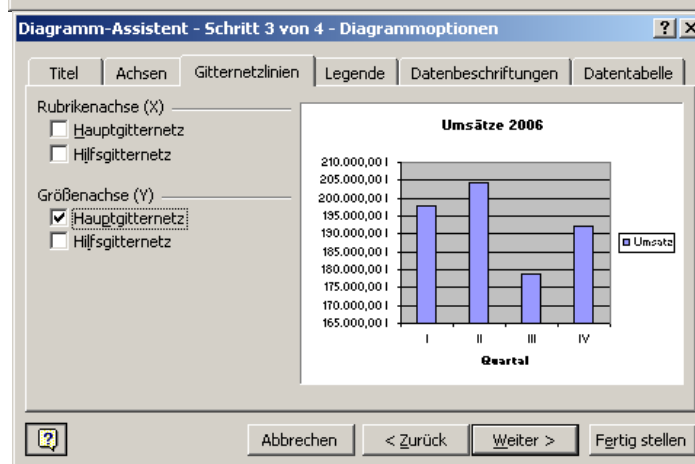 Diagramm-Assistent - Schritt 3 von 4 - Diagrammoptionen
Titel Achsen Gitternetzlinien Legende Datenbeschriftungen Datentabelle
Rubrikenachse (X)
Hauptgitternetz
Hilfsgitternetz
Größenachse (Y)
Hauptgitternetz
Hilfsgitternetz
Umsätze 2006
210.000,00 I
205.000,00 I
200.000,00 I
195.000,00 I
190.000,00 I
185.000,00 I
180.000,00 I
175.000,00 I
170.000,00 I
165.000,00 I
I II III IV
Quartal
Umsatz
Abbrechen < Zurück Weiter > Fertig stellen